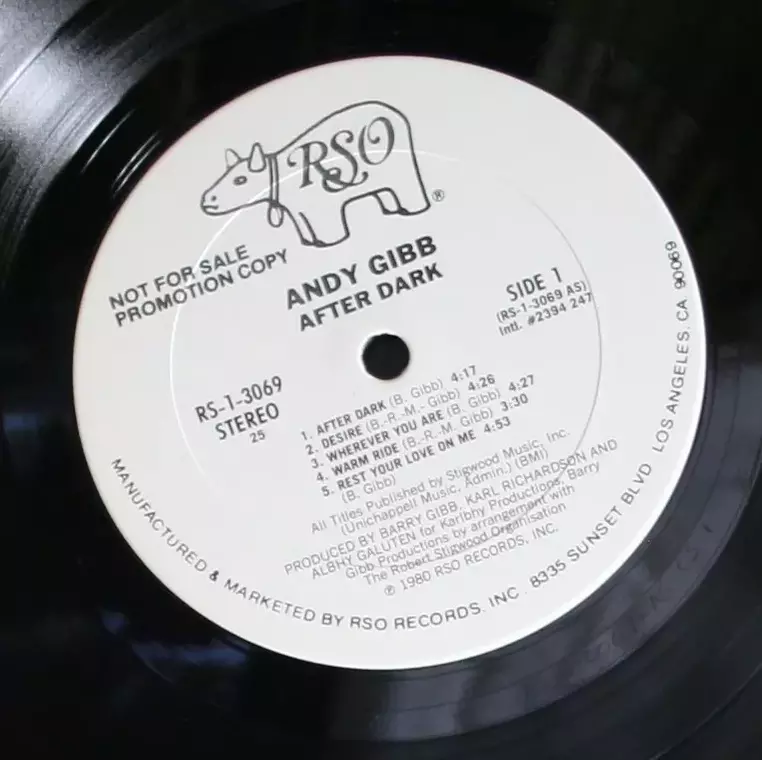 RSO
®
NOT FOR SALE
PROMOTION COPY
ANDY GIBB
AFTER DARK
SIDE 1
(RS-1-3069 AS)
Intl. #2394 247
RS-1-3069
STEREO
25
1. AFTER DARK (B. Gibb) 4:17
2. DESIRE (B.-R.-M. Gibb) 4:26
3. WHEREVER YOU ARE (B. Gibb) 4:27
4. WARM RIDE (B.-R.-M. Gibb) 3:30
5. REST YOUR LOVE ON ME 4:53
(B. Gibb)
All Titles Published by Stigwood Music, Inc.
(Unichappell Music, Admin.) (BMI)
PRODUCED BY BARRY GIBB, KARL RICHARDSON AND
ALBHY GALUTEN for Karlbhy Productions, Barry
Gibb Productions by arrangement with
The Robert Stigwood Organisation
℗ 1980 RSO RECORDS, INC.
MANUFACTURED & MARKETED BY RSO RECORDS, INC. 8335 SUNSET BLVD. LOS ANGELES, CA 90069